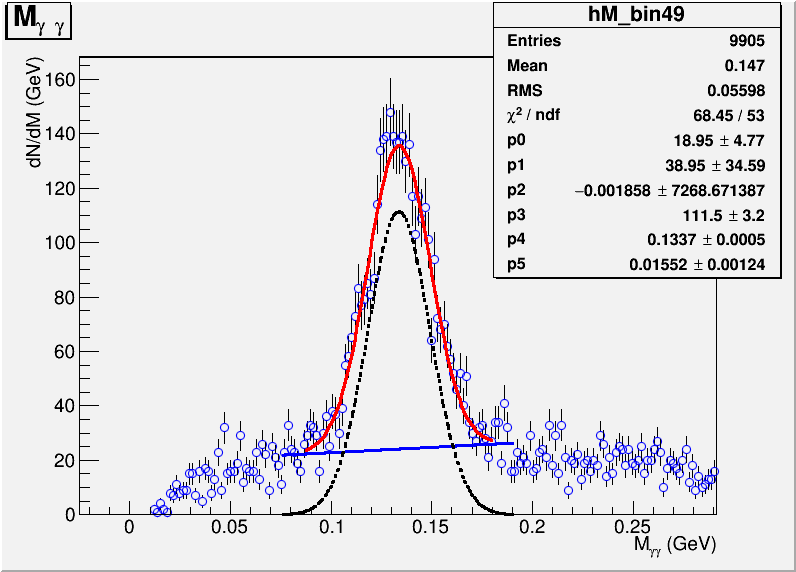 Mγ γ
hM_bin49
Entries 9905
Mean 0.147
RMS 0.05598
χ² / ndf 68.45 / 53
p0 18.95 ± 4.77
p1 38.95 ± 34.59
p2 −0.001858 ± 7268.671387
p3 111.5 ± 3.2
p4 0.1337 ± 0.0005
p5 0.01552 ± 0.00124
dN/dM (GeV)
160
140
120
100
80
60
40
20
0
0 0.05 0.1 0.15 0.2 0.25
Mγγ (GeV)